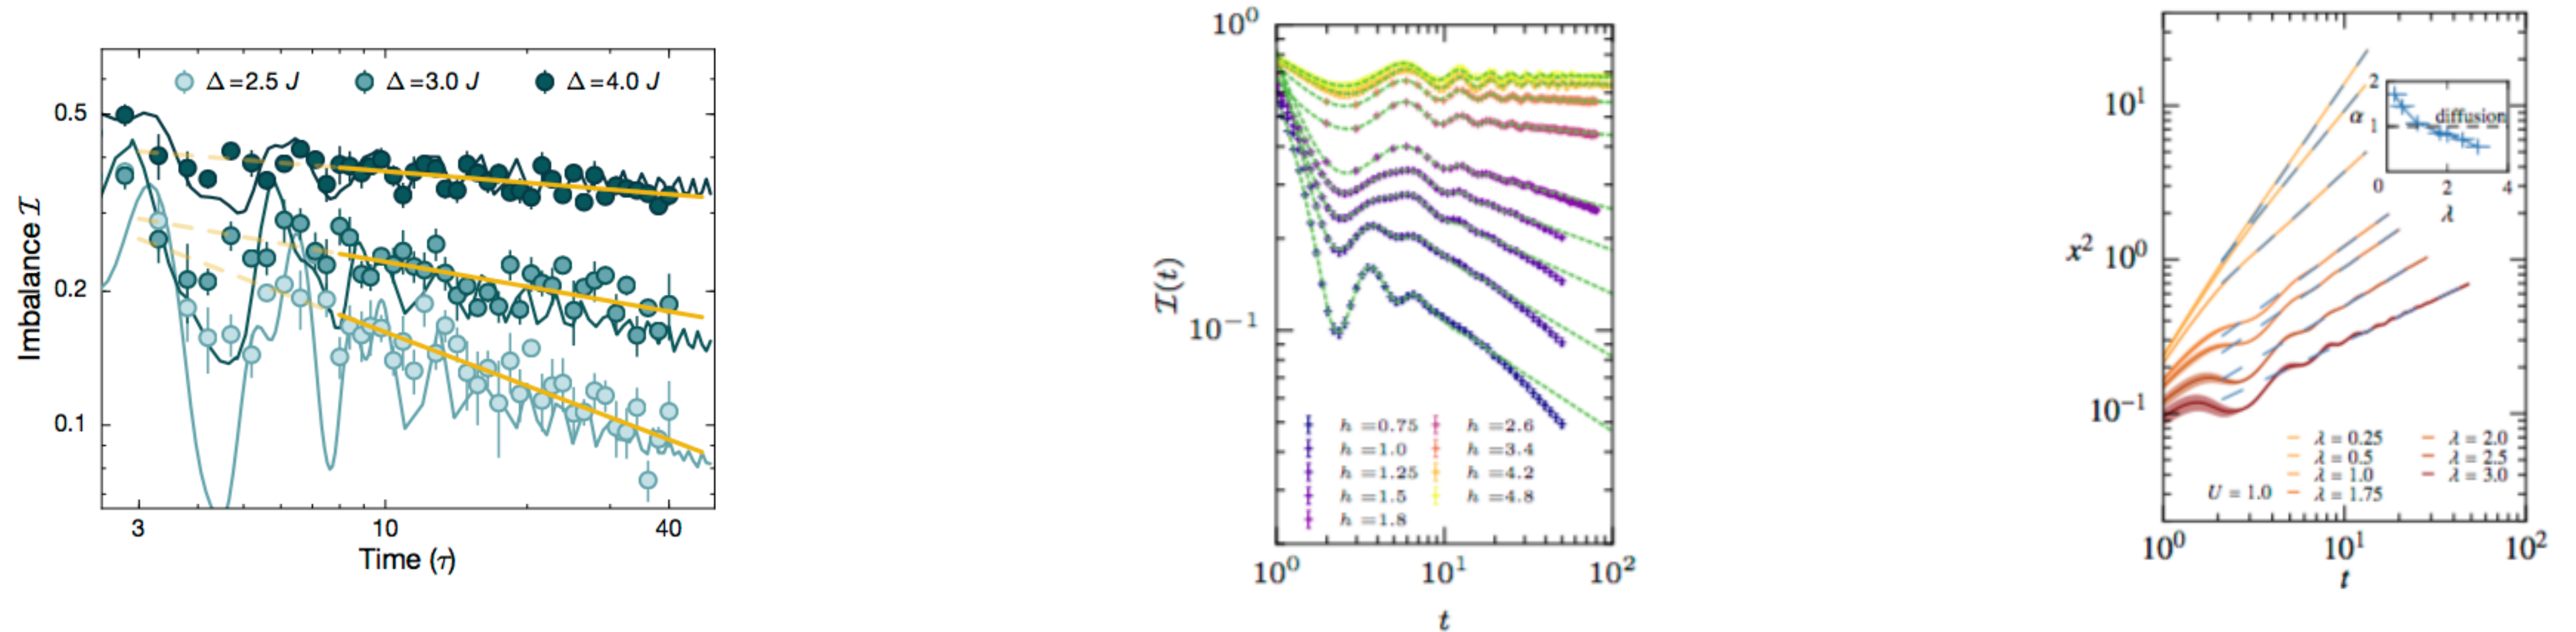 Δ=2.5 J Δ=3.0 J Δ=4.0 J
0.5
0.2
0.1
Imbalance ℐ
3 10 40
Time (τ)
10⁰
10⁻¹
ℐ(t)
h =0.75 h =2.6
h =1.0 h =3.4
h =1.25 h =4.2
h =1.5 h =4.8
h =1.8
10⁰ 10¹ 10²
t
10¹
x² 10⁰
10⁻¹
2
α 1 diffusion
0 2 4
λ
λ = 0.25 λ = 2.0
λ = 0.5 λ = 2.5
λ = 1.0 λ = 3.0
U = 1.0 λ = 1.75
10⁰ 10¹ 10²
t